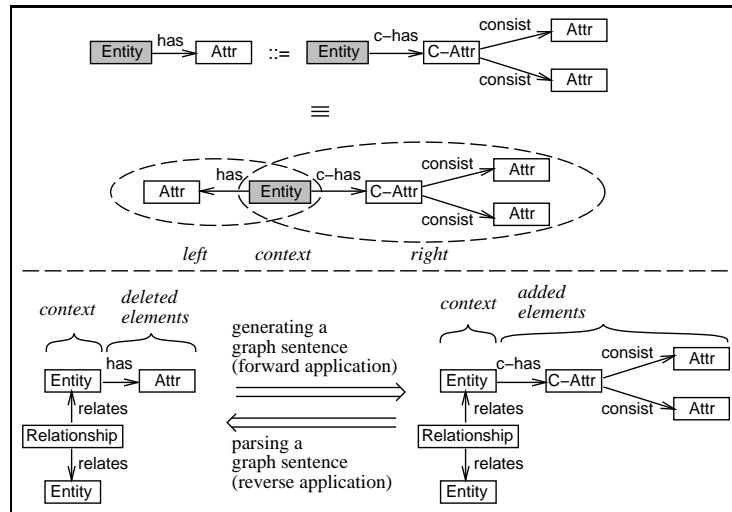 Entity has Attr ::= Entity c-has C-Attr consist Attr
consist Attr
≡
Attr has Entity c-has C-Attr consist Attr
consist Attr
left context right
context deleted elements
Entity has Attr
relates
Relationship
relates
Entity
generating a
graph sentence
(forward application)
parsing a
graph sentence
(reverse application)
context added elements
Entity c-has C-Attr consist Attr
consist Attr
relates
Relationship
relates
Entity